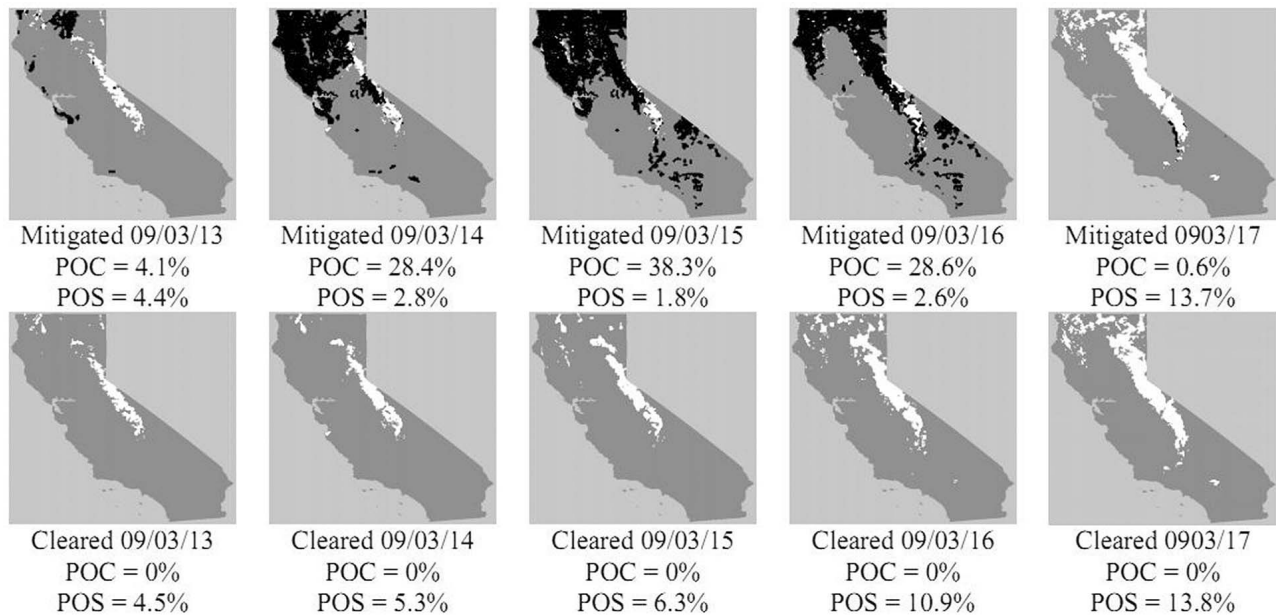 Mitigated 09/03/13
POC = 4.1%
POS = 4.4%
Mitigated 09/03/14
POC = 28.4%
POS = 2.8%
Mitigated 09/03/15
POC = 38.3%
POS = 1.8%
Mitigated 09/03/16
POC = 28.6%
POS = 2.6%
Mitigated 0903/17
POC = 0.6%
POS = 13.7%
Cleared 09/03/13
POC = 0%
POS = 4.5%
Cleared 09/03/14
POC = 0%
POS = 5.3%
Cleared 09/03/15
POC = 0%
POS = 6.3%
Cleared 09/03/16
POC = 0%
POS = 10.9%
Cleared 0903/17
POC = 0%
POS = 13.8%